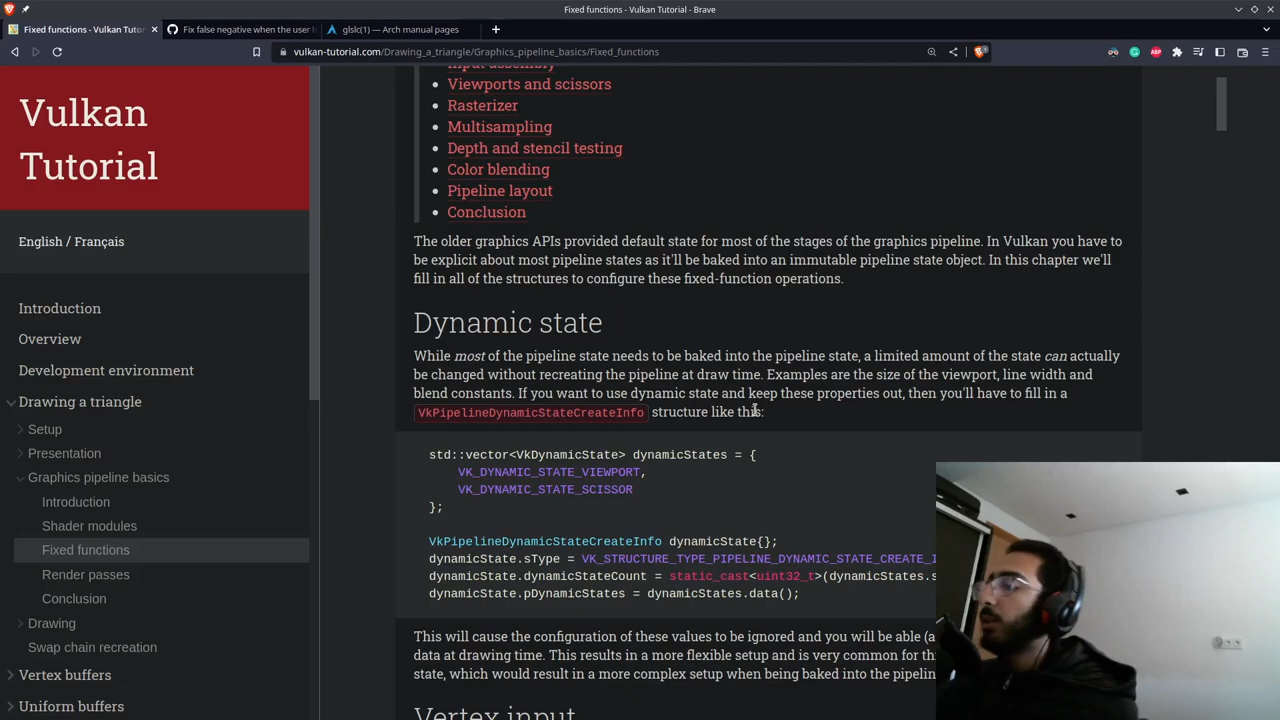 Fixed functions - Vulkan Tutorial - Brave
Fixed functions - Vulkan Tutorial
Fix false negative when the user h
glslc(1) — Arch manual pages
vulkan-tutorial.com/Drawing_a_triangle/Graphics_pipeline_basics/Fixed_functions
Vulkan
Tutorial
English / Français
Introduction
Overview
Development environment
Drawing a triangle
Setup
Presentation
Graphics pipeline basics
Introduction
Shader modules
Fixed functions
Render passes
Conclusion
Drawing
Swap chain recreation
Vertex buffers
Uniform buffers
Input assembly
Viewports and scissors
Rasterizer
Multisampling
Depth and stencil testing
Color blending
Pipeline layout
Conclusion
The older graphics APIs provided default state for most of the stages of the graphics pipeline. In Vulkan you have to
be explicit about most pipeline states as it'll be baked into an immutable pipeline state object. In this chapter we'll
fill in all of the structures to configure these fixed-function operations.
Dynamic state
While most of the pipeline state needs to be baked into the pipeline state, a limited amount of the state can actually
be changed without recreating the pipeline at draw time. Examples are the size of the viewport, line width and
blend constants. If you want to use dynamic state and keep these properties out, then you'll have to fill in a
VkPipelineDynamicStateCreateInfo structure like this:
std::vector<VkDynamicState> dynamicStates = {
VK_DYNAMIC_STATE_VIEWPORT,
VK_DYNAMIC_STATE_SCISSOR
};
VkPipelineDynamicStateCreateInfo dynamicState{};
dynamicState.sType = VK_STRUCTURE_TYPE_PIPELINE_DYNAMIC_STATE_CREATE_I
dynamicState.dynamicStateCount = static_cast<uint32_t>(dynamicStates.s
dynamicState.pDynamicStates = dynamicStates.data();
This will cause the configuration of these values to be ignored and you will be able (a
data at drawing time. This results in a more flexible setup and is very common for thi
state, which would result in a more complex setup when being baked into the pipelin
Vertex input